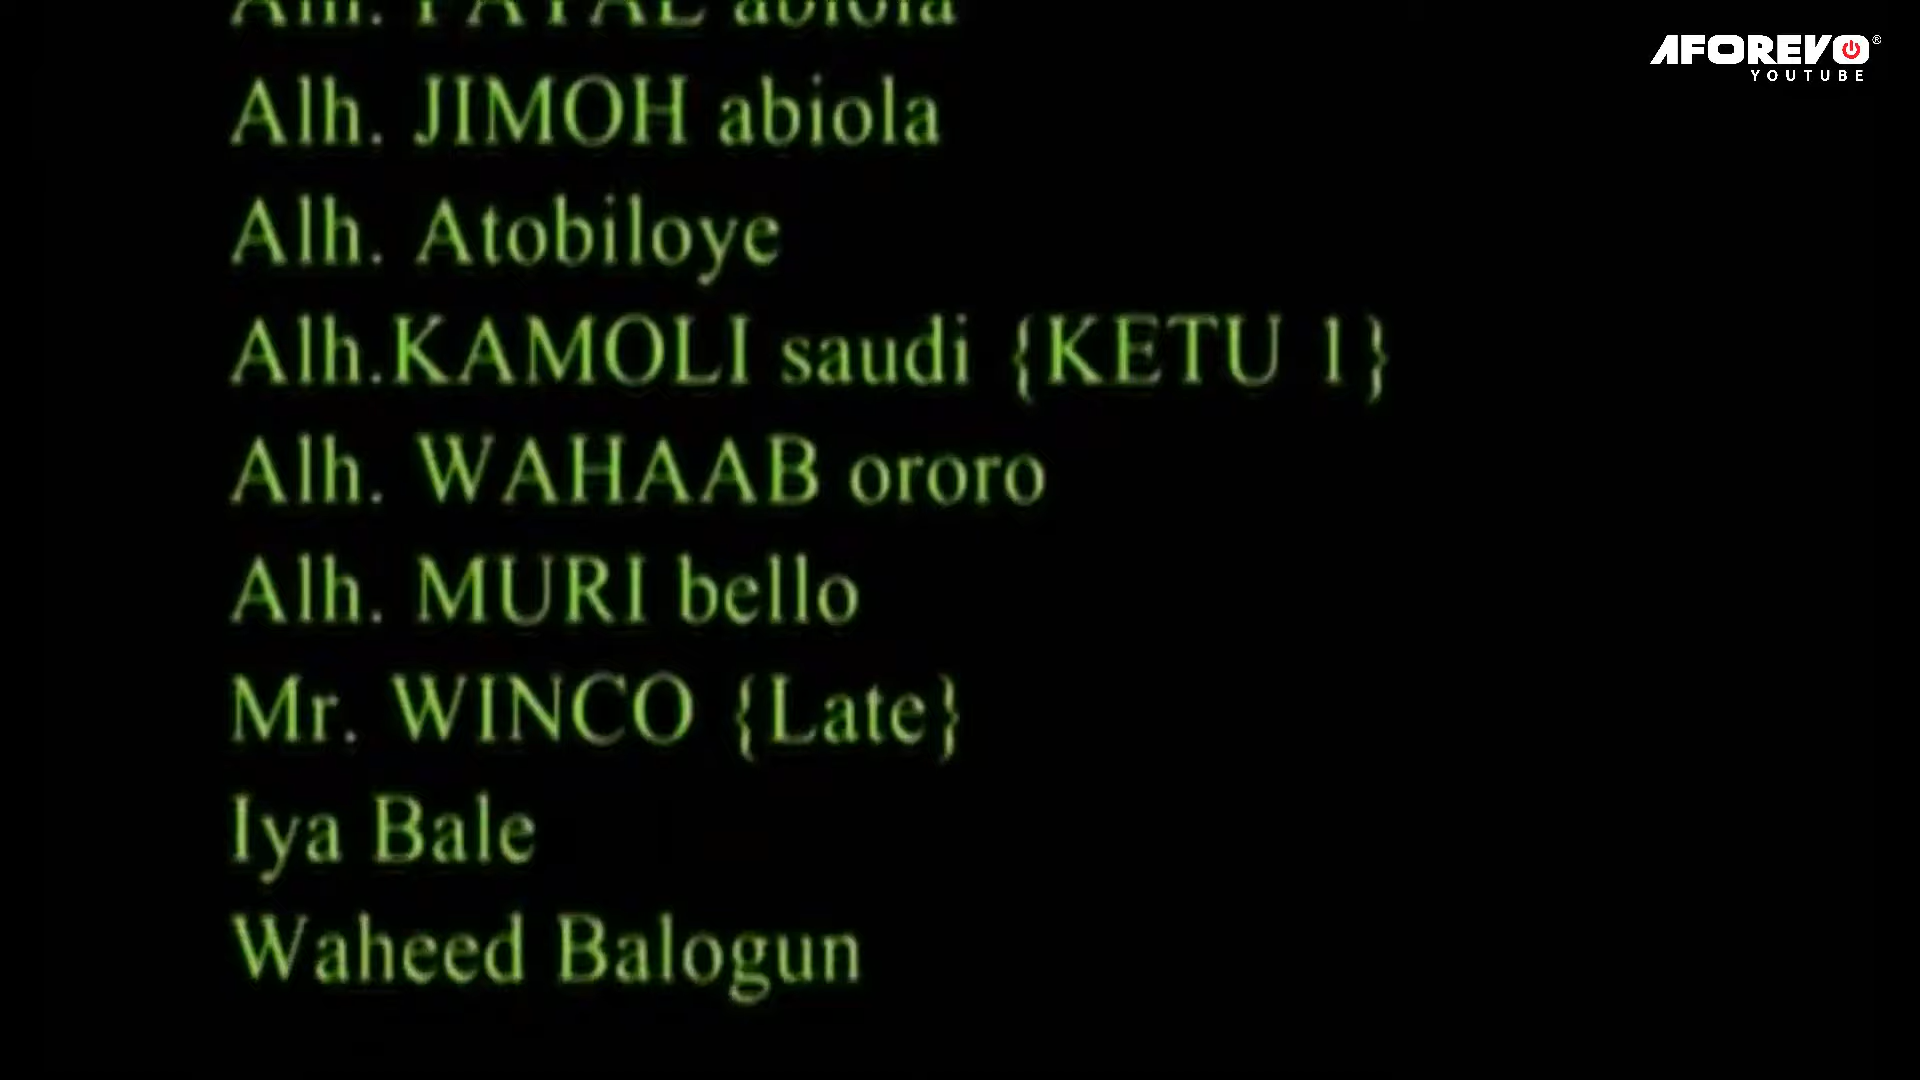 abiola
AFOREVO
YOUTUBE
Alh. JIMOH abiola
Alh. Atobiloye
Alh.KAMOLI saudi {KETU 1}
Alh. WAHAAB ororo
Alh. MURI bello
Mr. WINCO {Late}
Iya Bale
Waheed Balogun